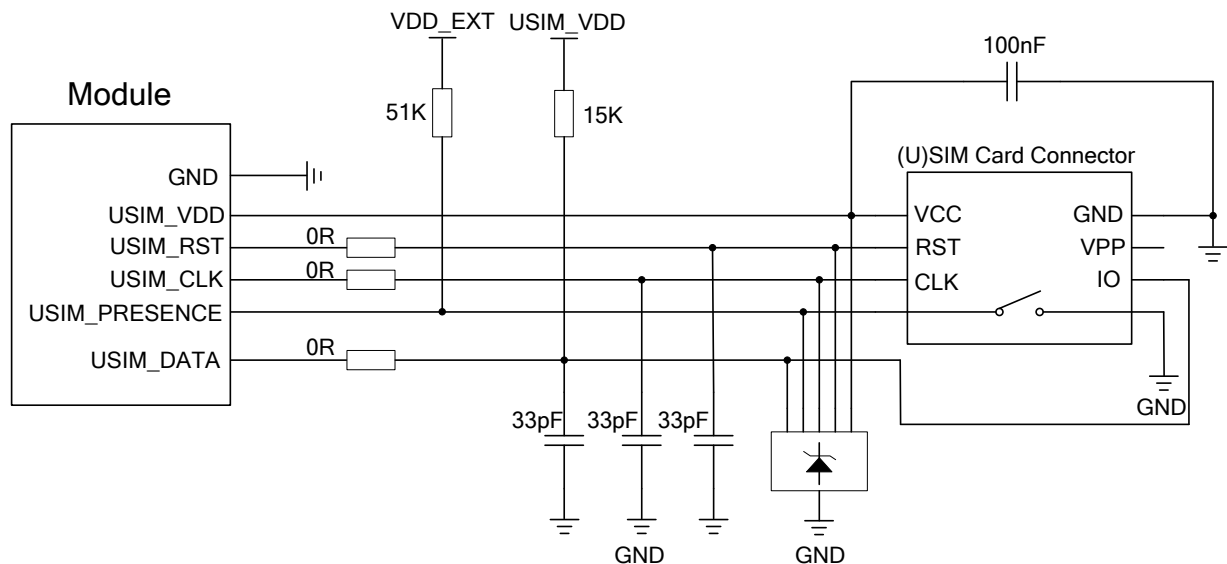 VDD_EXT USIM_VDD
100nF
Module
51K 15K
(U)SIM Card Connector
GND
USIM_VDD VCC GND
USIM_RST 0R RST VPP
USIM_CLK 0R CLK IO
USIM_PRESENCE
USIM_DATA 0R
GND
33pF 33pF 33pF
GND GND